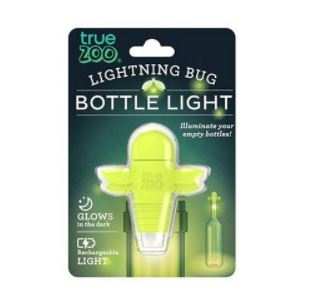 true
ZOO®
LIGHTNING BUG
BOTTLE LIGHT
Illuminate your
empty bottles!
true
ZOO
GLOWS
in the dark
Rechargeable
LIGHT